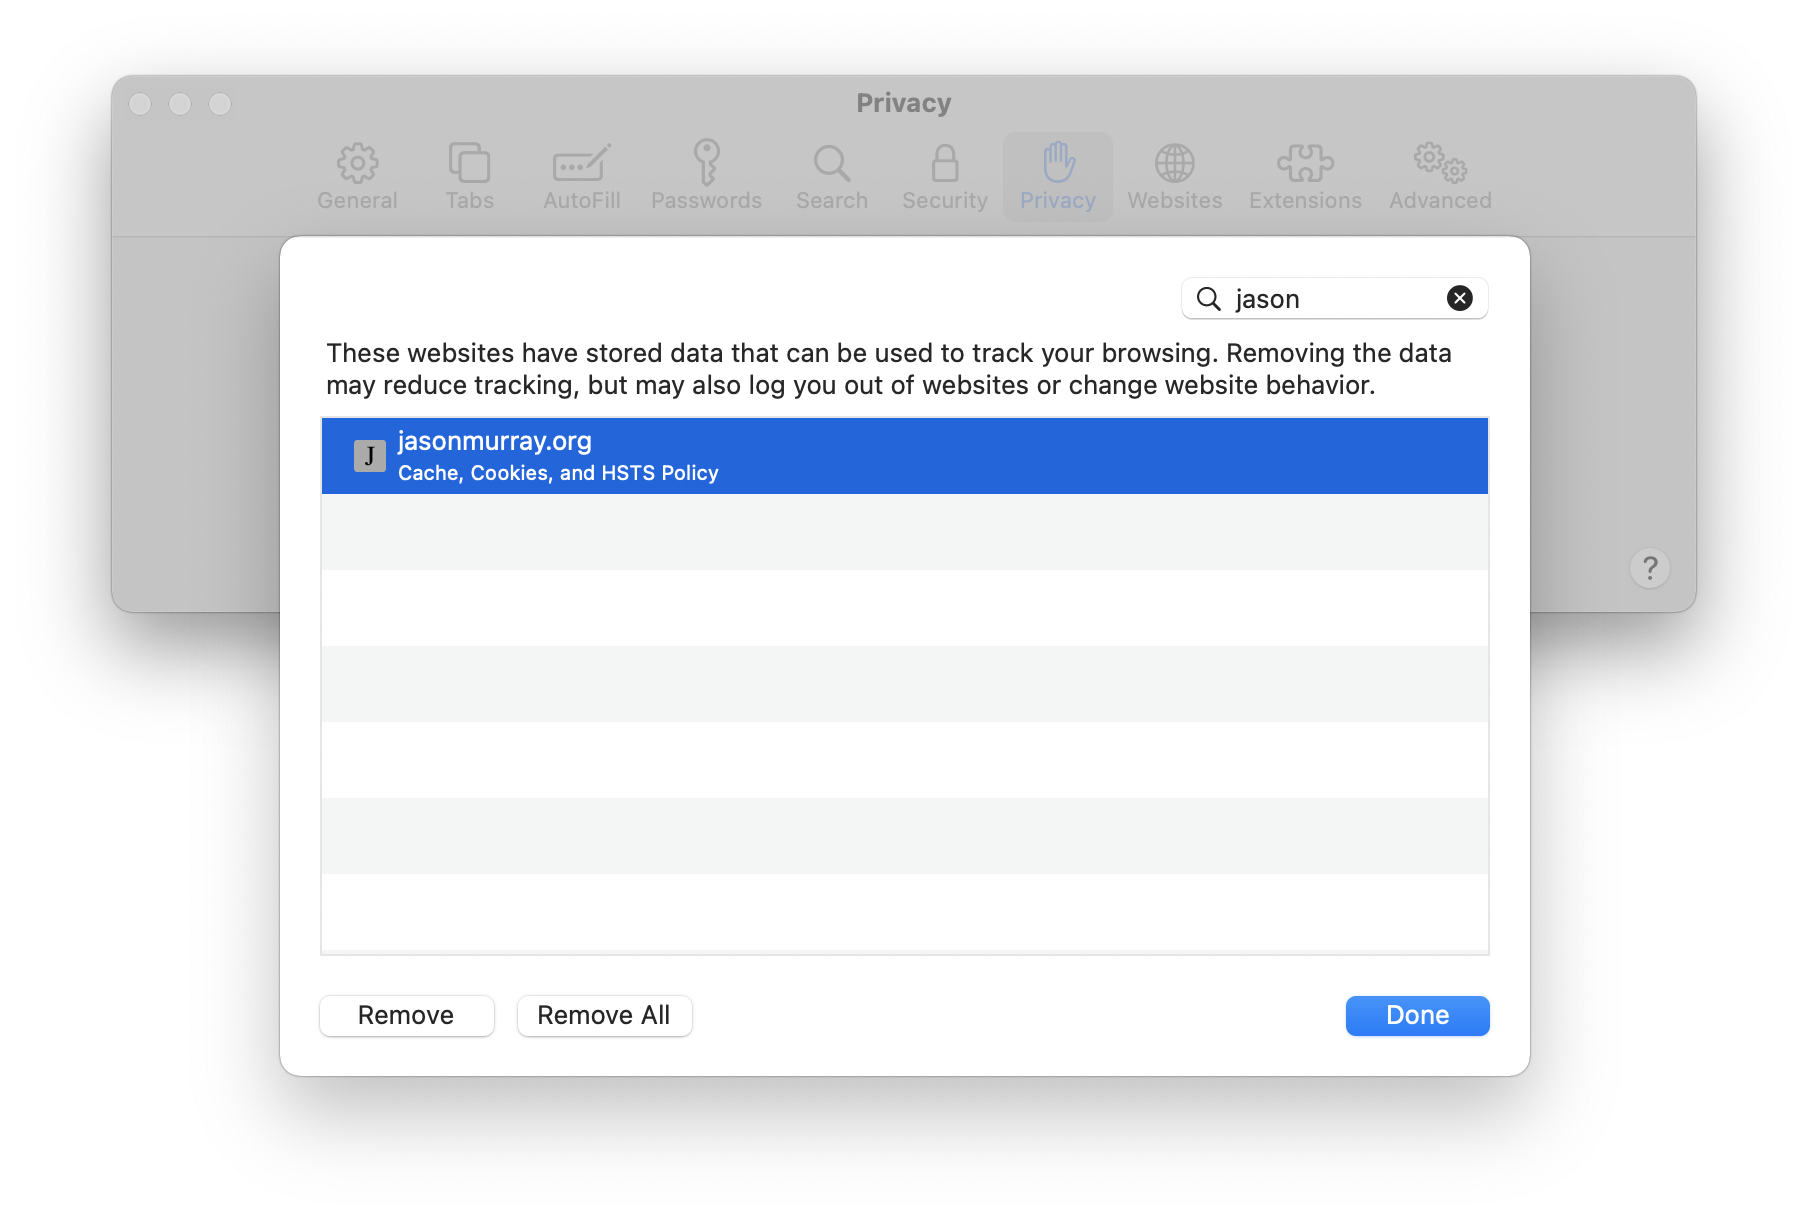 Privacy
General
Tabs
AutoFill
Passwords
Search
Security
Privacy
Websites
Extensions
Advanced
jason
These websites have stored data that can be used to track your browsing. Removing the data
may reduce tracking, but may also log you out of websites or change website behavior.
J
jasonmurray.org
Cache, Cookies, and HSTS Policy
?
Remove
Remove All
Done